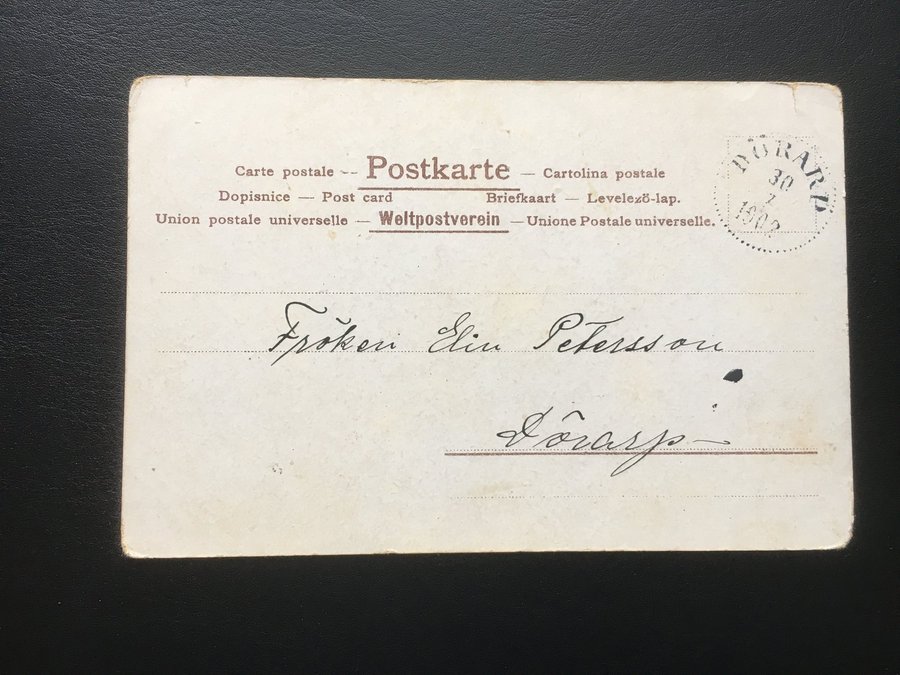 Carte postale -- Postkarte — Cartolina postale
Dopisnice — Post card Briefkaart — Levelező-lap.
Union postale universelle — Weltpostverein — Unione Postale universelle.
DÖRARP
30
7
1902
Fröken Elin Petersson
Dörarp